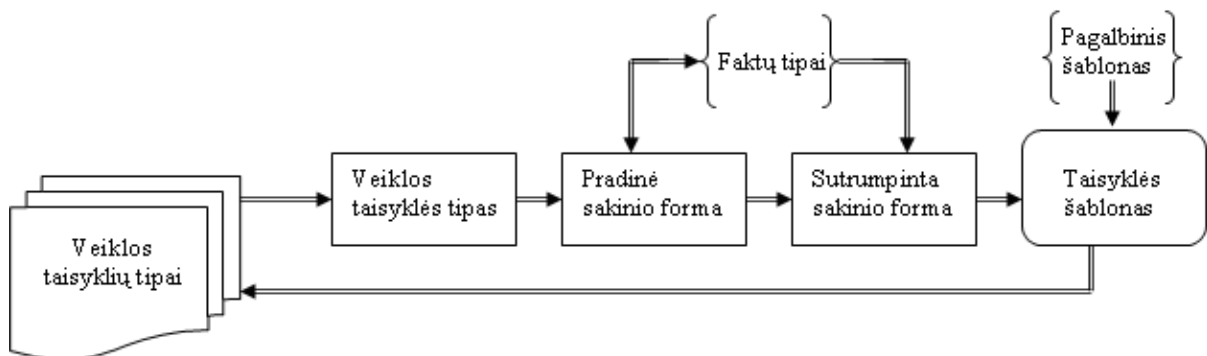 Faktų tipai
Pagalbinis
šablonas
Veiklos
taisyklių tipai
Veiklos
taisyklės tipas
Pradinė
sakinio forma
Sutrumpinta
sakinio forma
Taisyklės
šablonas